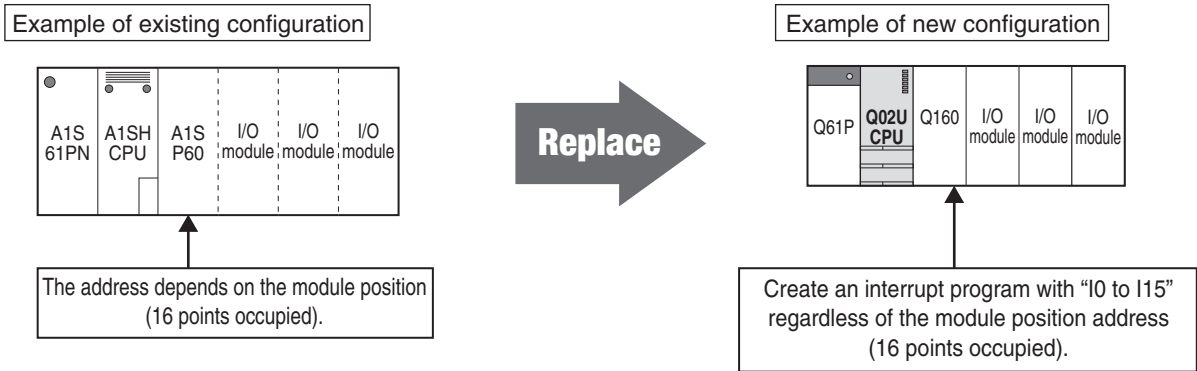 Example of existing configuration
A1S
61PN
A1SH
CPU
A1S
P60
I/O
module
I/O
module
I/O
module
The address depends on the module position
(16 points occupied).
Replace
Example of new configuration
Q61P
Q02U
CPU
Q160
I/O
module
I/O
module
I/O
module
Create an interrupt program with “I0 to I15”
regardless of the module position address
(16 points occupied).